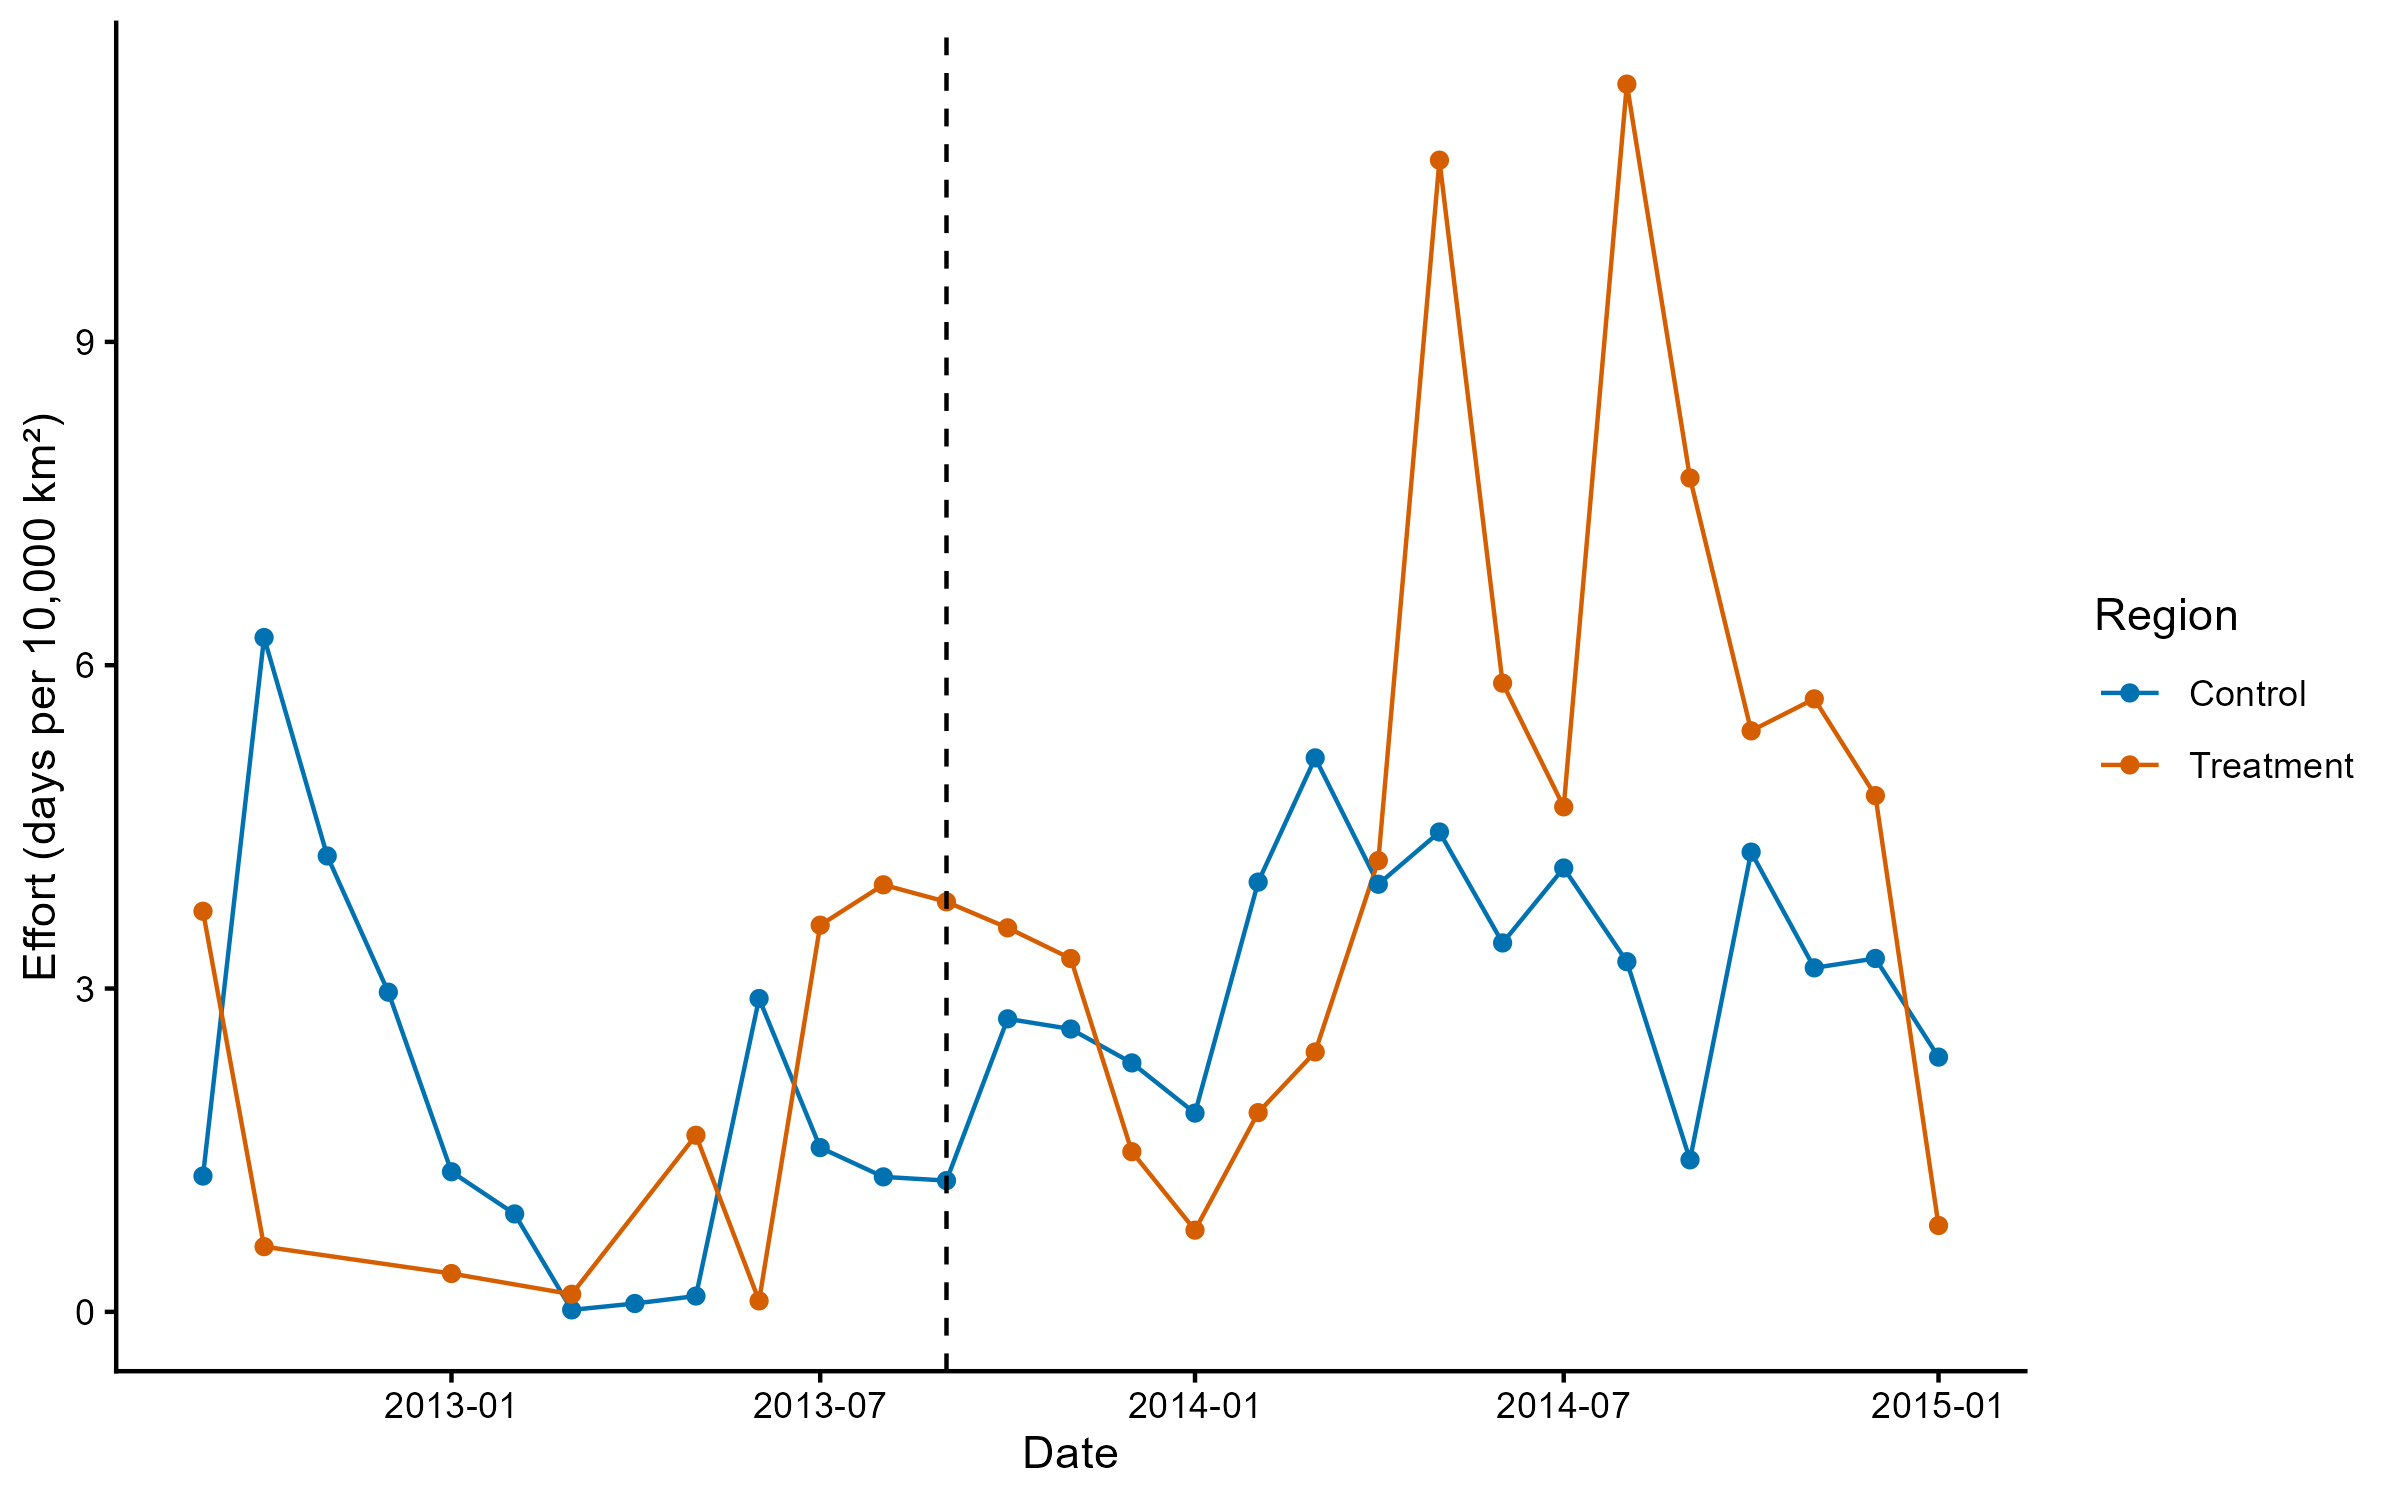 9
6
3
0
Effort (days per 10,000 km²)
2013-01
2013-07
2014-01
2014-07
2015-01
Date
Region
Control
Treatment